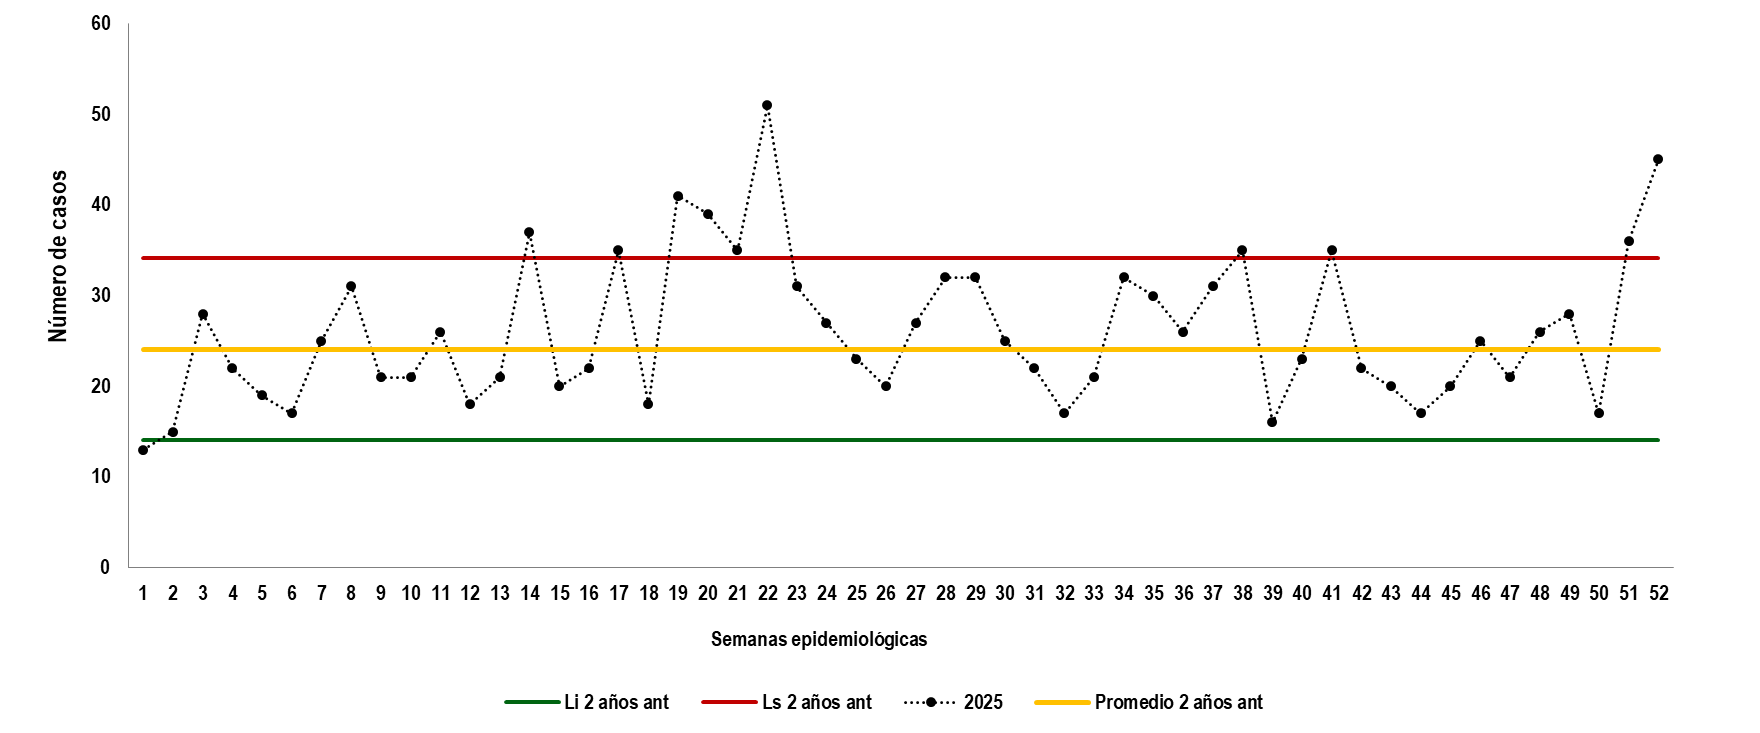 60
50
40
30
20
10
0
Número de casos
1 2 3 4 5 6 7 8 9 10 11 12 13 14 15 16 17 18 19 20 21 22 23 24 25 26 27 28 29 30 31 32 33 34 35 36 37 38 39 40 41 42 43 44 45 46 47 48 49 50 51 52
Semanas epidemiológicas
Li 2 años ant Ls 2 años ant 2025 Promedio 2 años ant